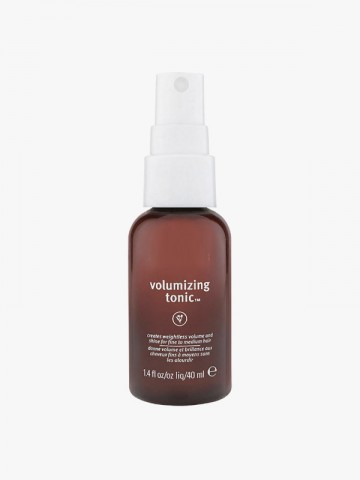 volumizing
tonic™
creates weightless volume and
shine for fine to medium hair
donne volume et brillance aux
cheveux fins à moyens sans
les alourdir
1.4 fl oz/oz liq/40 ml ℮